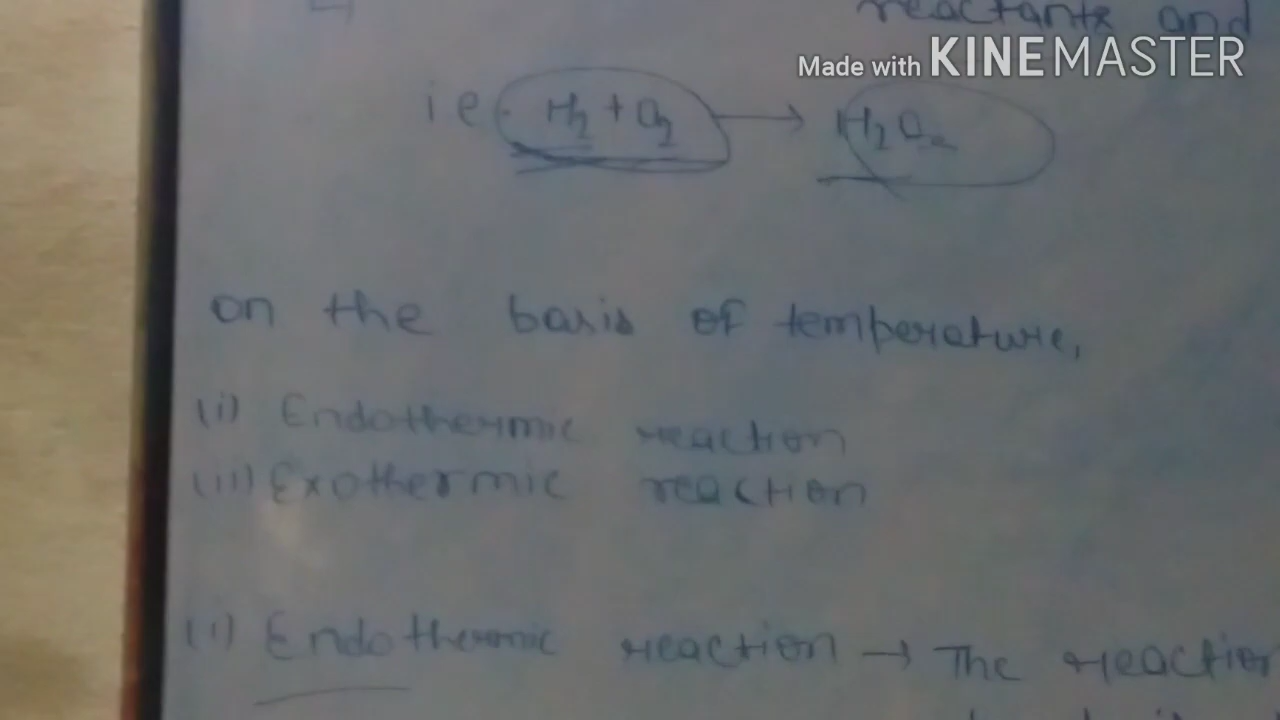 reactants and
Made with KINEMASTER
ie. H2 + O2 → H2O2
on the basis of temperature,
(i) Endothermic reaction
(ii) Exothermic reaction
(i) Endothermic reaction → The reaction